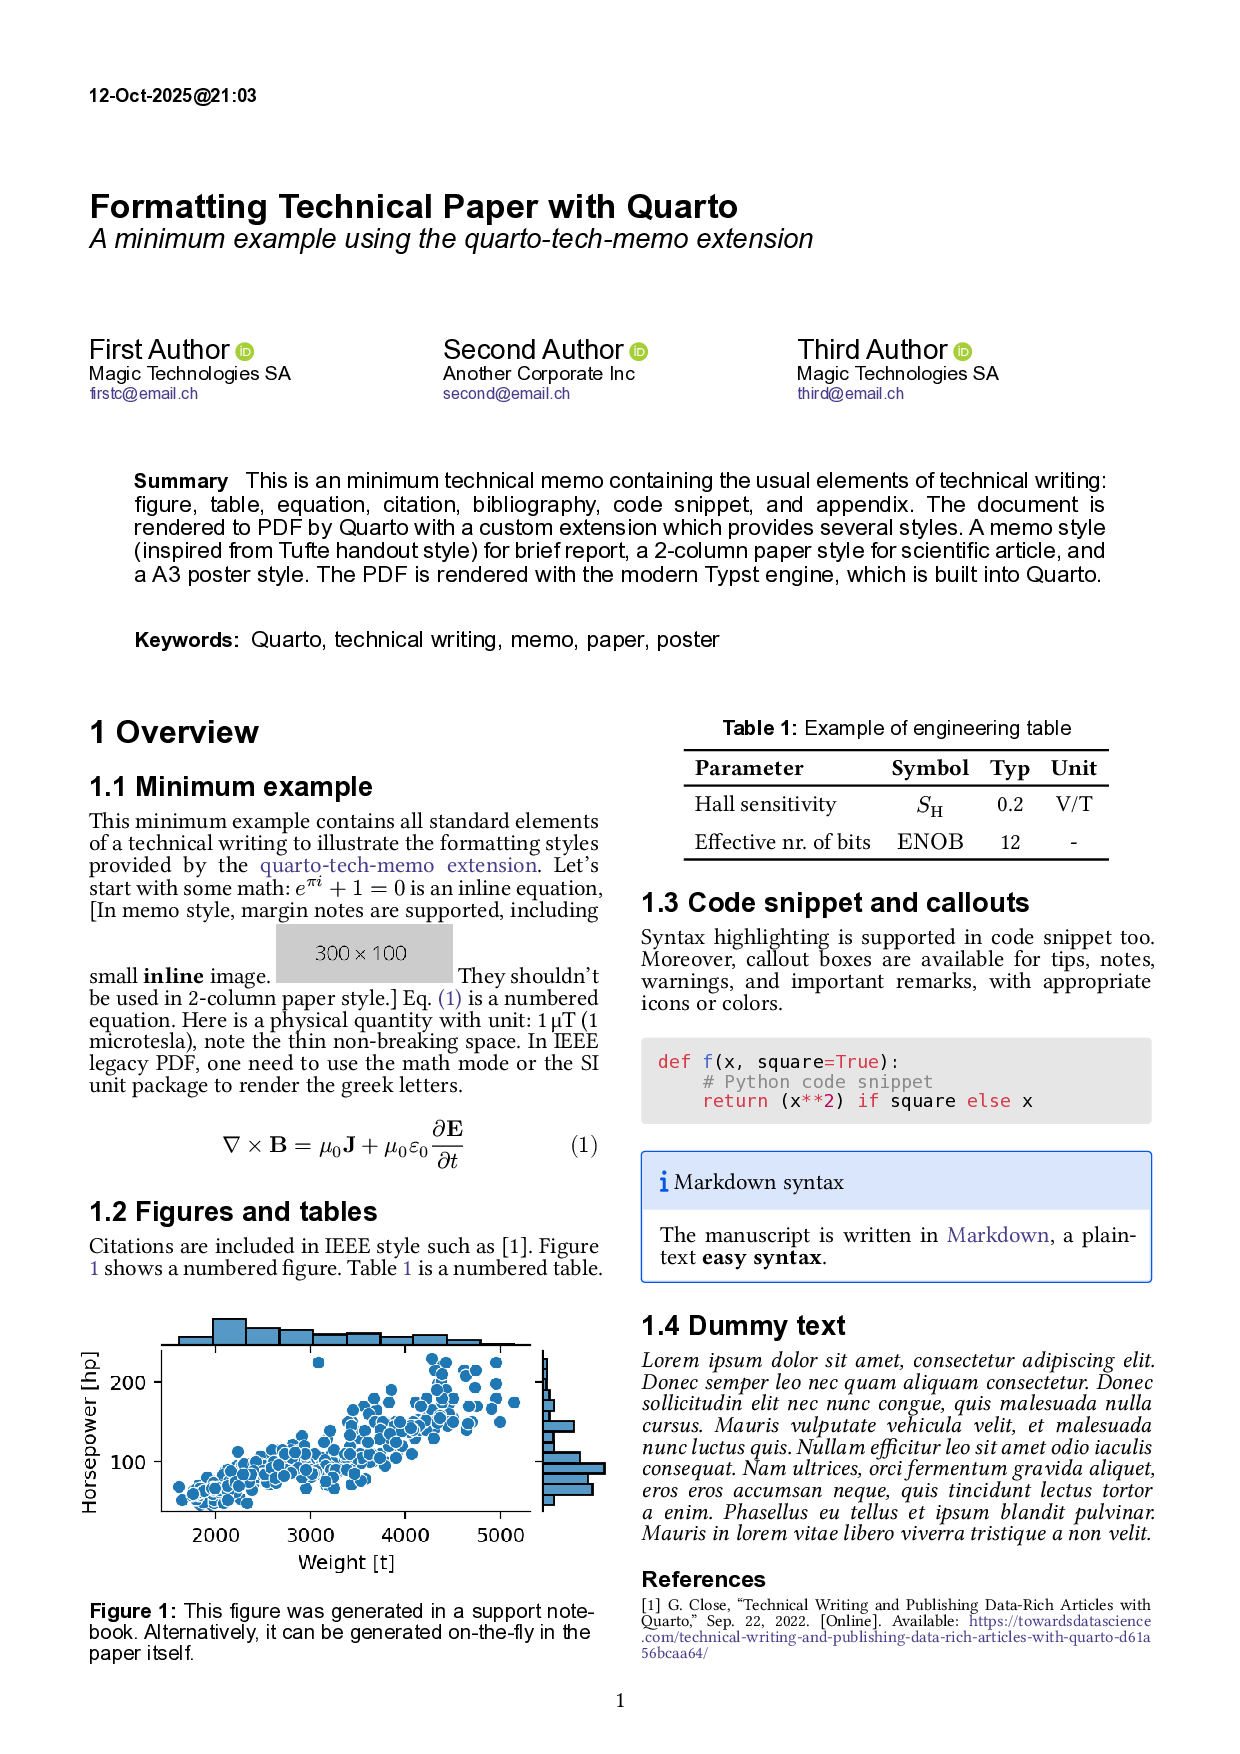 12-Oct-2025@21:03
Formatting Technical Paper with Quarto
A minimum example using the quarto-tech-memo extension
First Author iD
Magic Technologies SA
firstc@email.ch
Second Author iD
Another Corporate Inc
second@email.ch
Third Author iD
Magic Technologies SA
third@email.ch
Summary This is an minimum technical memo containing the usual elements of technical writing:
figure, table, equation, citation, bibliography, code snippet, and appendix. The document is
rendered to PDF by Quarto with a custom extension which provides several styles. A memo style
(inspired from Tufte handout style) for brief report, a 2-column paper style for scientific article, and
a A3 poster style. The PDF is rendered with the modern Typst engine, which is built into Quarto.
Keywords: Quarto, technical writing, memo, paper, poster
1 Overview
1.1 Minimum example
This minimum example contains all standard elements
of a technical writing to illustrate the formatting styles
provided by the quarto-tech-memo extension. Let's
start with some math: e^{πi} + 1 = 0 is an inline equation,
[In memo style, margin notes are supported, including
300 × 100
small inline image. They shouldn't
be used in 2-column paper style.] Eq. (1) is a numbered
equation. Here is a physical quantity with unit: 1 µT (1
microtesla), note the thin non-breaking space. In IEEE
legacy PDF, one need to use the math mode or the SI
unit package to render the greek letters.
∇ × B = μ₀J + μ₀ε₀ ∂E/∂t (1)
1.2 Figures and tables
Citations are included in IEEE style such as [1]. Figure
1 shows a numbered figure. Table 1 is a numbered table.
Horsepower [hp]
200
100
2000 3000 4000 5000
Weight [t]
Figure 1: This figure was generated in a support note-
book. Alternatively, it can be generated on-the-fly in the
paper itself.
Table 1: Example of engineering table
Parameter Symbol Typ Unit
Hall sensitivity S_H 0.2 V/T
Effective nr. of bits ENOB 12 -
1.3 Code snippet and callouts
Syntax highlighting is supported in code snippet too.
Moreover, callout boxes are available for tips, notes,
warnings, and important remarks, with appropriate
icons or colors.
def f(x, square=True):
    # Python code snippet
    return (x**2) if square else x
Markdown syntax
The manuscript is written in Markdown, a plain-
text easy syntax.
1.4 Dummy text
Lorem ipsum dolor sit amet, consectetur adipiscing elit.
Donec semper leo nec quam aliquam consectetur. Donec
sollicitudin elit nec nunc congue, quis malesuada nulla
cursus. Mauris vulputate vehicula velit, et malesuada
nunc luctus quis. Nullam efficitur leo sit amet odio iaculis
consequat. Nam ultrices, orci fermentum gravida aliquet,
eros eros accumsan neque, quis tincidunt lectus tortor
a enim. Phasellus eu tellus et ipsum blandit pulvinar.
Mauris in lorem vitae libero viverra tristique a non velit.
References
[1] G. Close, “Technical Writing and Publishing Data-Rich Articles with
Quarto,” Sep. 22, 2022. [Online]. Available: https://towardsdatascience
.com/technical-writing-and-publishing-data-rich-articles-with-quarto-d61a
56bcaa64/
1